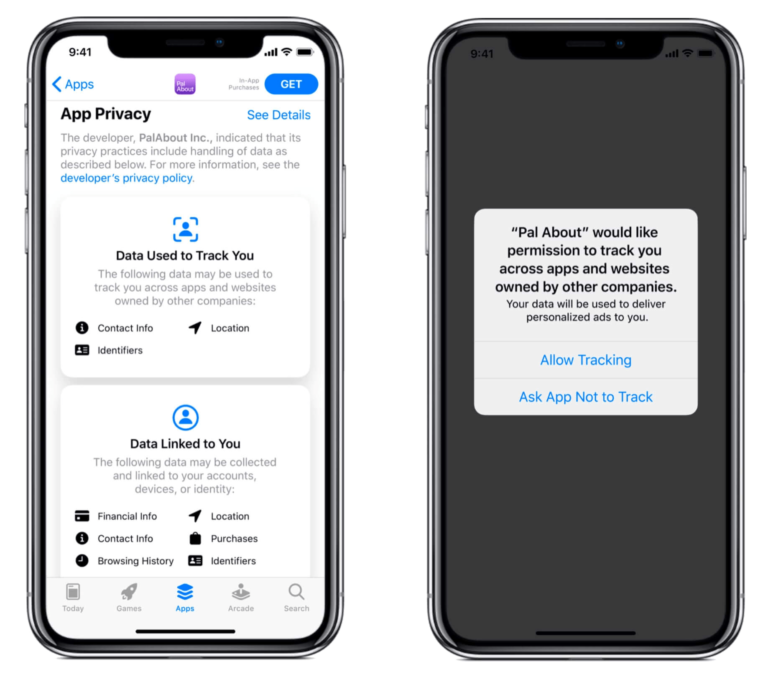 9:41
Apps
Pal
About
In-App
Purchases
GET
App Privacy
See Details
The developer, PalAbout Inc., indicated that its
privacy practices include handling of data as
described below. For more information, see the
developer's privacy policy.
Data Used to Track You
The following data may be used to
track you across apps and websites
owned by other companies:
Contact Info
Location
Identifiers
Data Linked to You
The following data may be collected
and linked to your accounts,
devices, or identity:
Financial Info
Location
Contact Info
Purchases
Browsing History
Identifiers
Today
Games
Apps
Arcade
Search
9:41
“Pal About” would like
permission to track you
across apps and websites
owned by other companies.
Your data will be used to deliver
personalized ads to you.
Allow Tracking
Ask App Not to Track